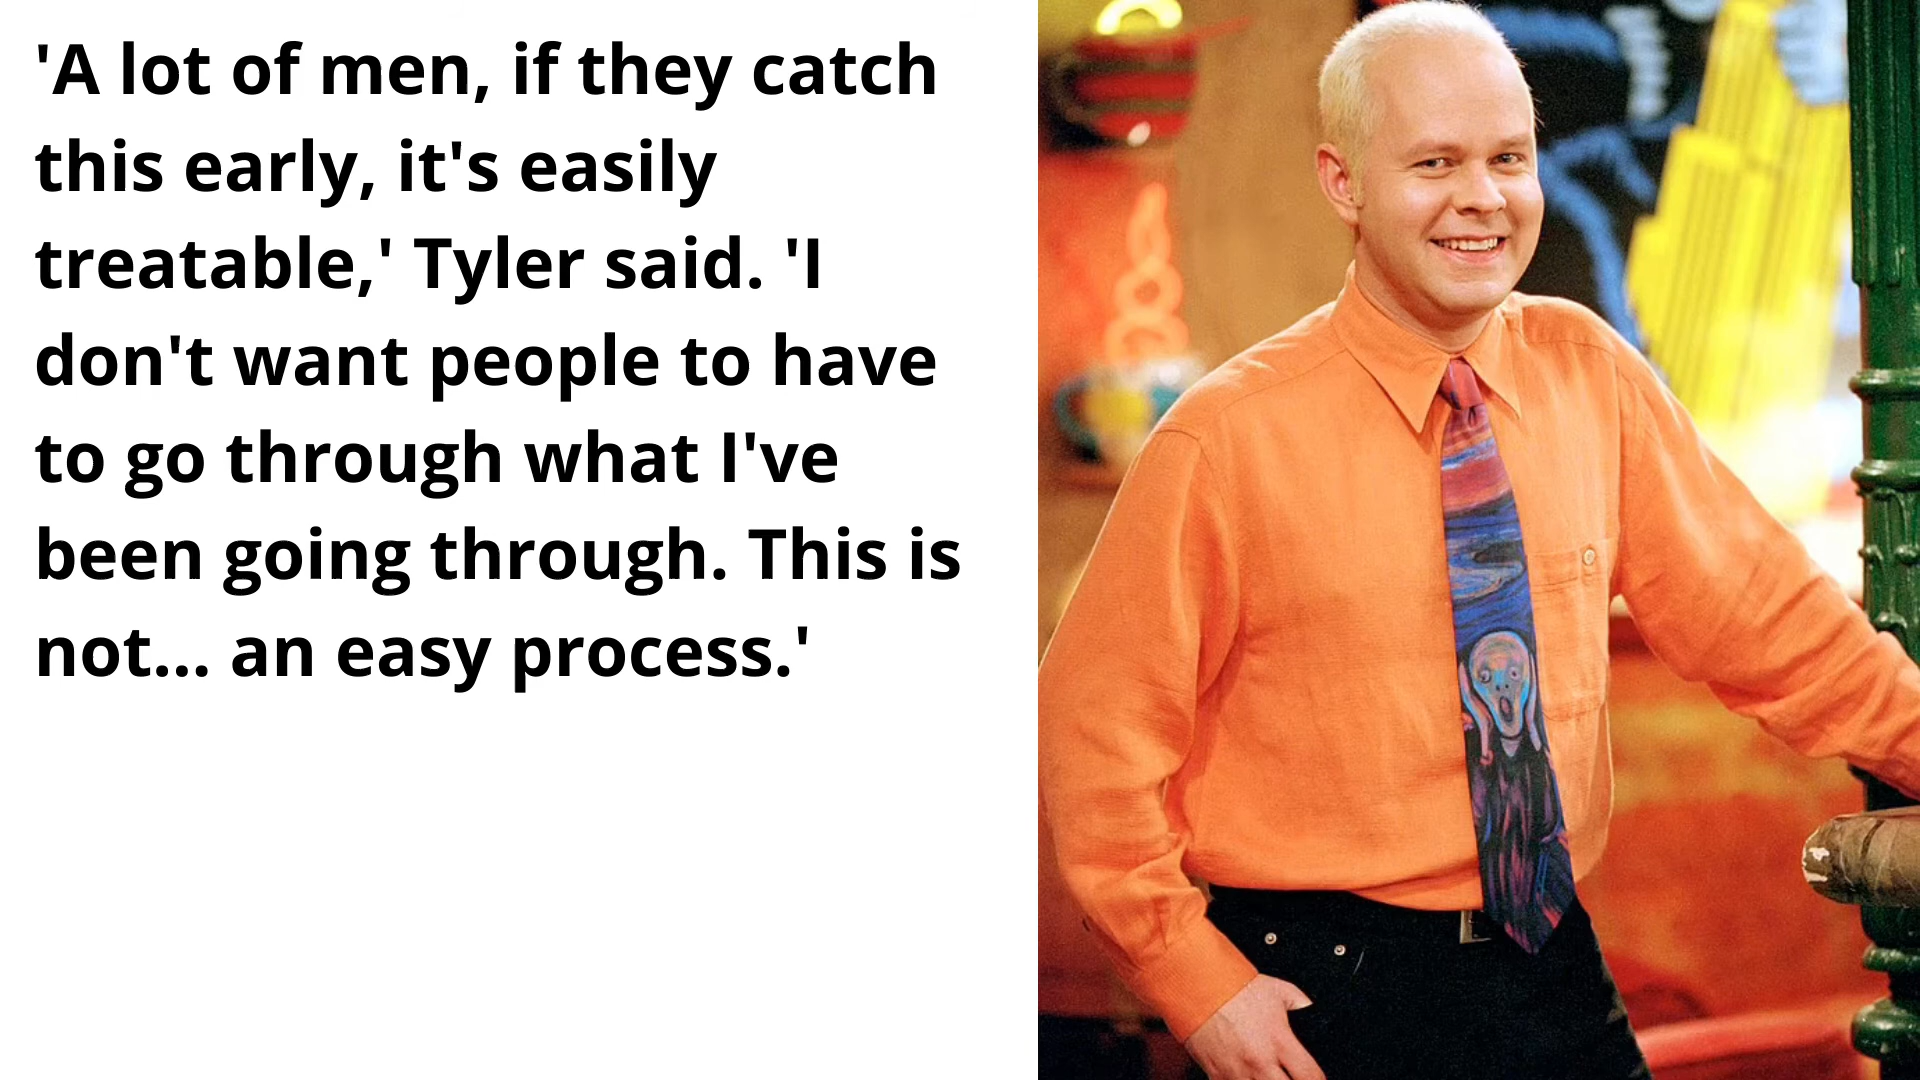 'A lot of men, if they catch
this early, it's easily
treatable,' Tyler said. 'I
don't want people to have
to go through what I've
been going through. This is
not... an easy process.'